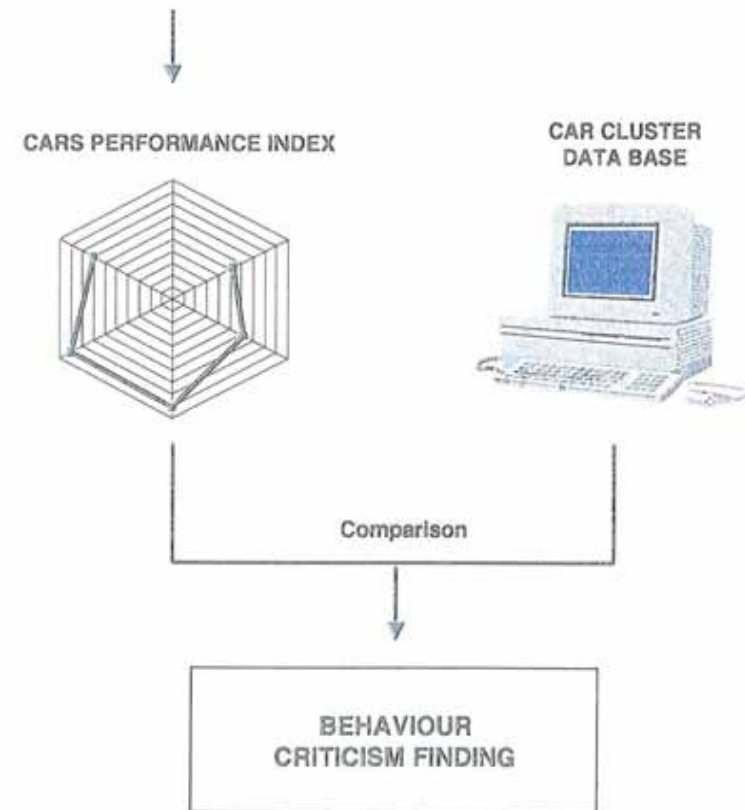 CARS PERFORMANCE INDEX
CAR CLUSTER
DATA BASE
Comparison
BEHAVIOUR
CRITICISM FINDING